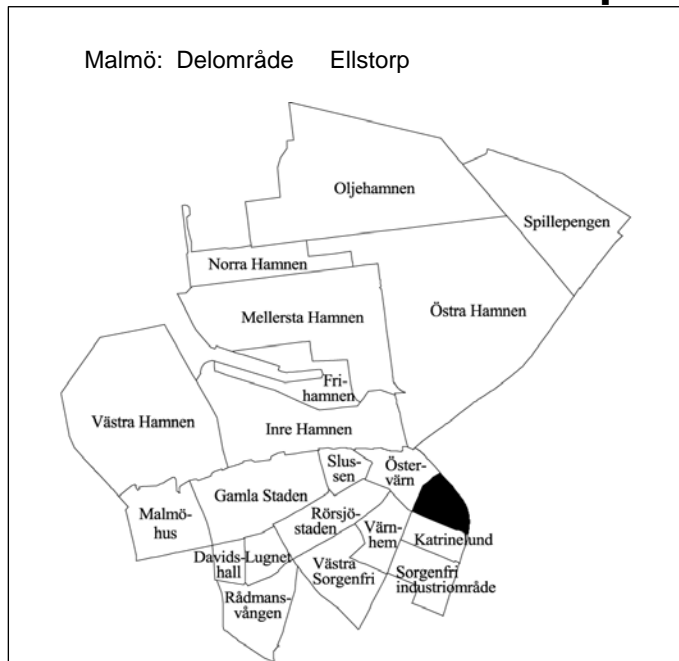 Malmö: Delområde Ellstorp
Oljehamnen
Spillepengen
Norra Hamnen
Östra Hamnen
Mellersta Hamnen
Fri-
hamnen
Västra Hamnen
Inre Hamnen
Slus-
sen
Öster-
värn
Gamla Staden
Malmö-
hus
Rörsjö-
staden
Värn-
hem
Katrinelund
Davids-
hall
Lugnet
Västra
Sorgenfri
Sorgenfri
industriområde
Rådmans-
vången